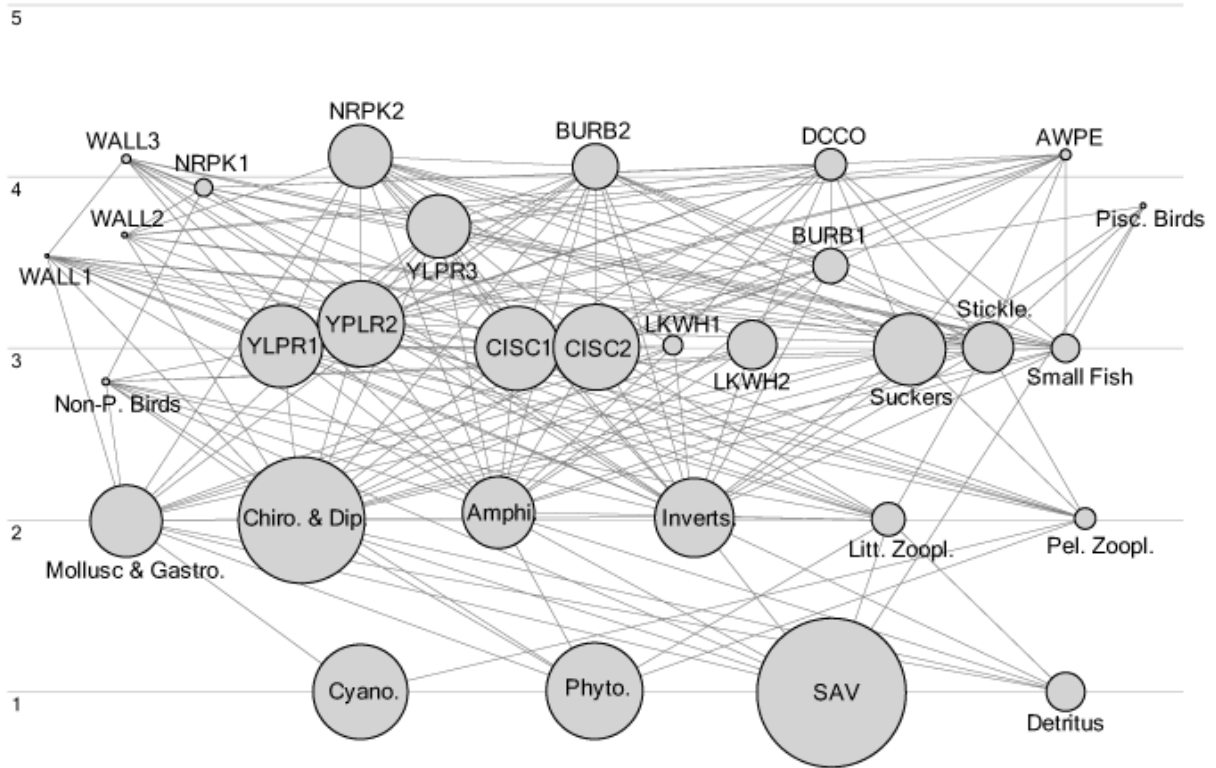 5
NRPK2
BURB2
DCCO
AWPE
WALL3
NRPK1
4
WALL2
Pisc. Birds
BURB1
WALL1
YLPR3
Stickle.
YPLR2
LKWH1
YLPR1
CISC1
CISC2
3
Small Fish
LKWH2
Suckers
Non-P. Birds
Amphi.
Chiro. & Dip
Inverts.
2
Litt. Zoopl.
Pel. Zoopl.
Mollusc & Gastro.
Cyano.
Phyto.
SAV
1
Detritus